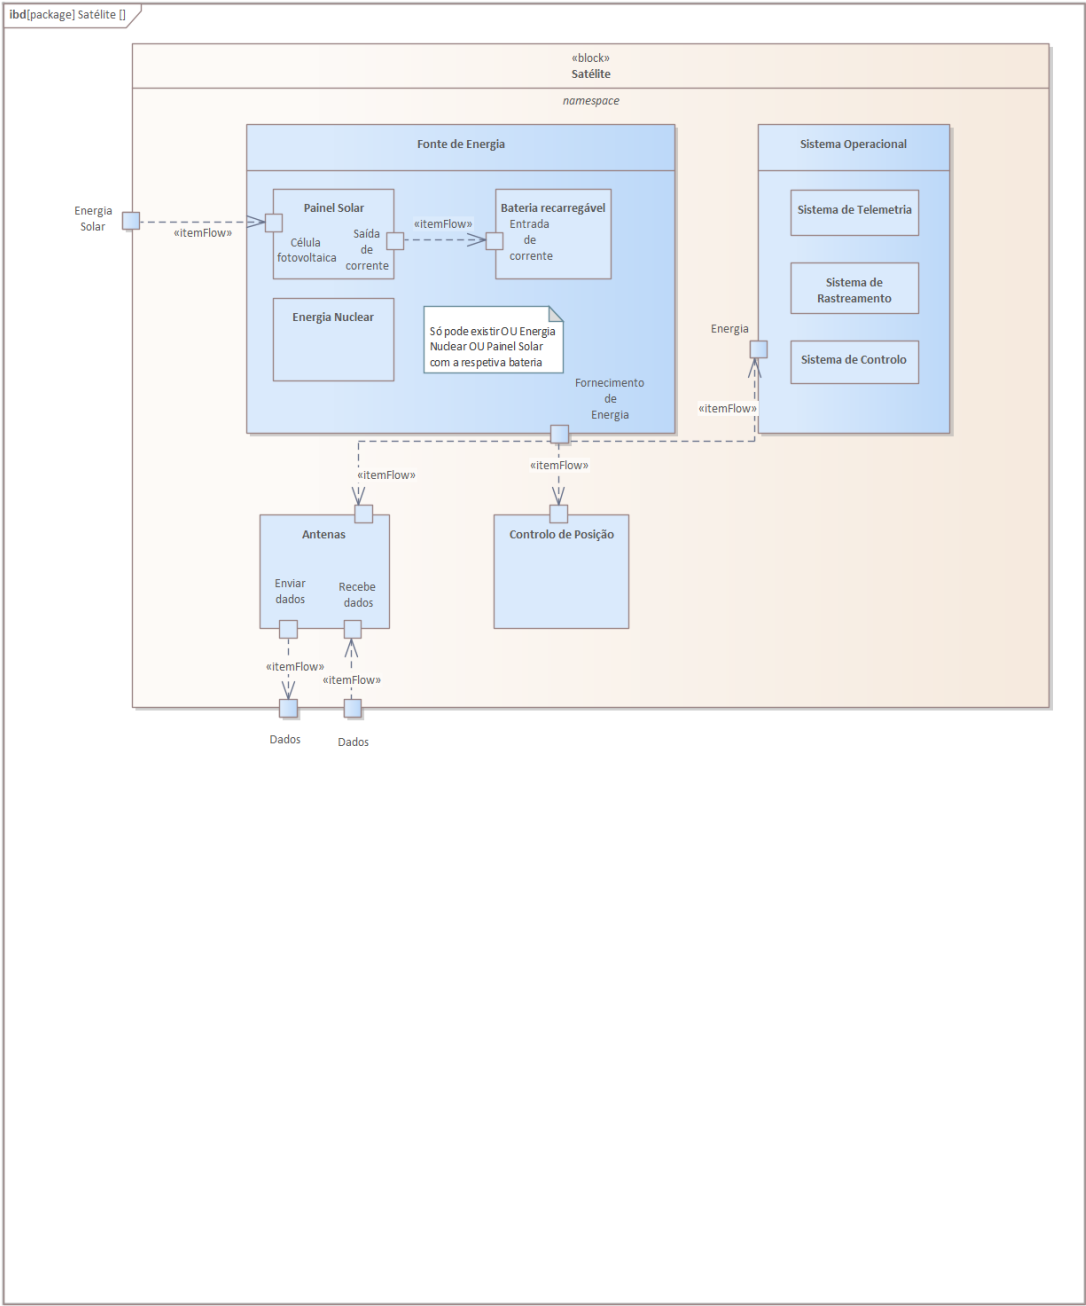 ibd[package] Satélite []
«block»
Satélite
namespace
Fonte de Energia
Sistema Operacional
Energia
Solar
«itemFlow»
Painel Solar
Célula
fotovoltaica
Saída
de
corrente
«itemFlow»
Bateria recarregável
Entrada
de
corrente
Sistema de Telemetria
Sistema de
Rastreamento
Sistema de Controlo
Energia Nuclear
Só pode existir OU Energia
Nuclear OU Painel Solar
com a respetiva bateria
Energia
Fornecimento
de
Energia
«itemFlow»
«itemFlow»
«itemFlow»
Antenas
Enviar
dados
Recebe
dados
Controlo de Posição
«itemFlow»
«itemFlow»
Dados
Dados